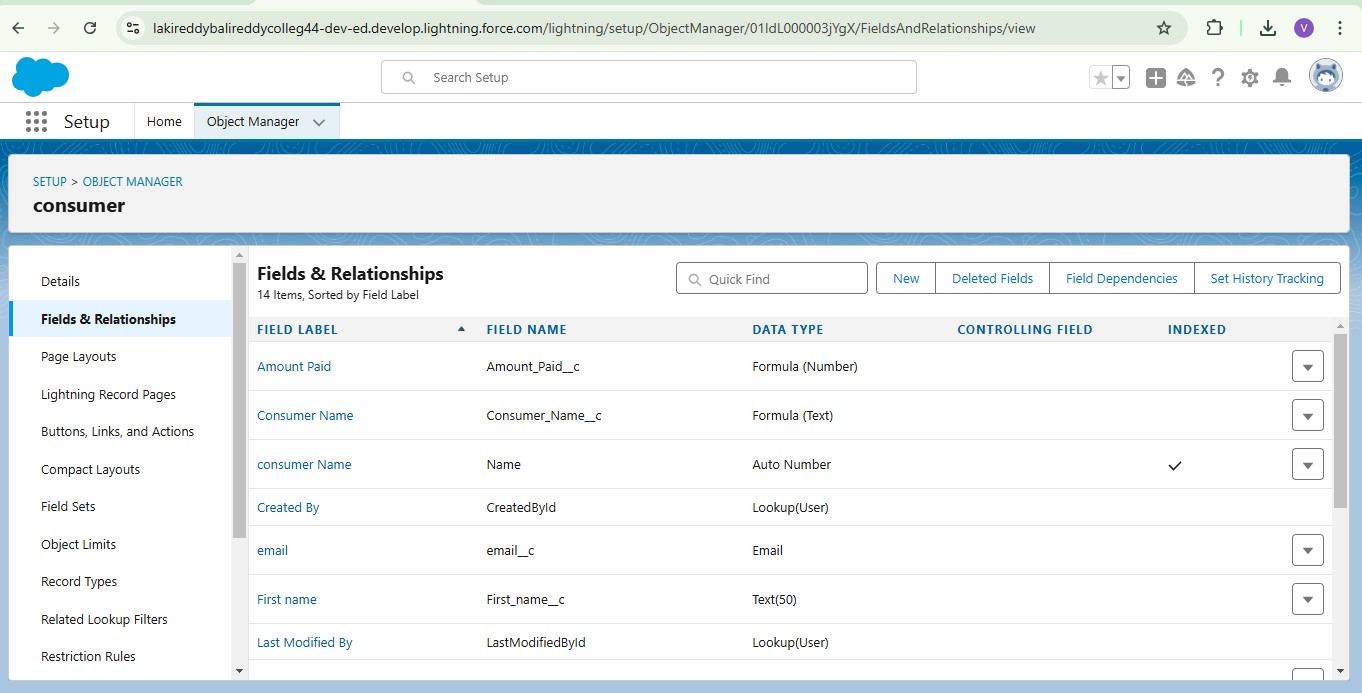 lakireddybalireddycolleg44-dev-ed.develop.lightning.force.com/lightning/setup/ObjectManager/01IdL000003jYgX/FieldsAndRelationships/view
V
Search Setup
Setup
Home
Object Manager
SETUP > OBJECT MANAGER
consumer
Details
Fields & Relationships
Page Layouts
Lightning Record Pages
Buttons, Links, and Actions
Compact Layouts
Field Sets
Object Limits
Record Types
Related Lookup Filters
Restriction Rules
Fields & Relationships
14 Items, Sorted by Field Label
Quick Find
New
Deleted Fields
Field Dependencies
Set History Tracking
FIELD LABEL FIELD NAME DATA TYPE CONTROLLING FIELD INDEXED
Amount Paid Amount_Paid__c Formula (Number)
Consumer Name Consumer_Name__c Formula (Text)
consumer Name Name Auto Number
Created By CreatedById Lookup(User)
email email__c Email
First name First_name__c Text(50)
Last Modified By LastModifiedById Lookup(User)